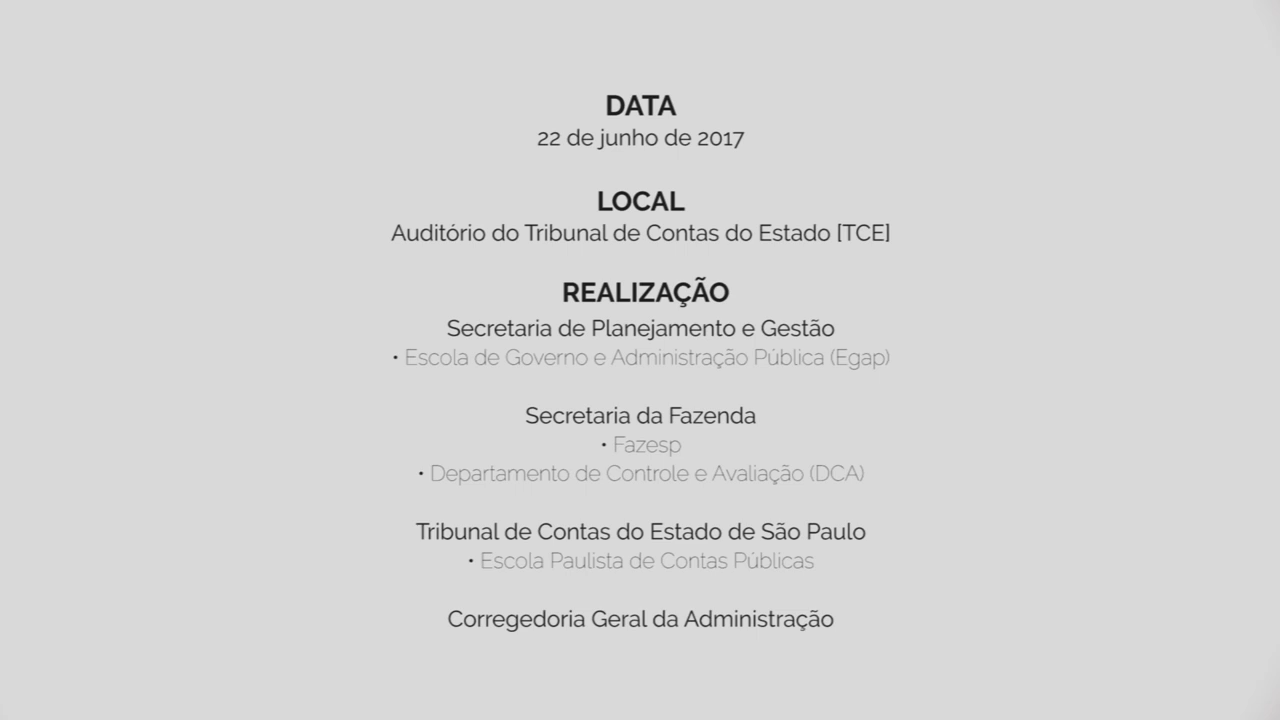 DATA
22 de junho de 2017
LOCAL
Auditório do Tribunal de Contas do Estado [TCE]
REALIZAÇÃO
Secretaria de Planejamento e Gestão
• Escola de Governo e Administração Pública (Egap)
Secretaria da Fazenda
• Fazesp
• Departamento de Controle e Avaliação (DCA)
Tribunal de Contas do Estado de São Paulo
• Escola Paulista de Contas Públicas
Corregedoria Geral da Administração